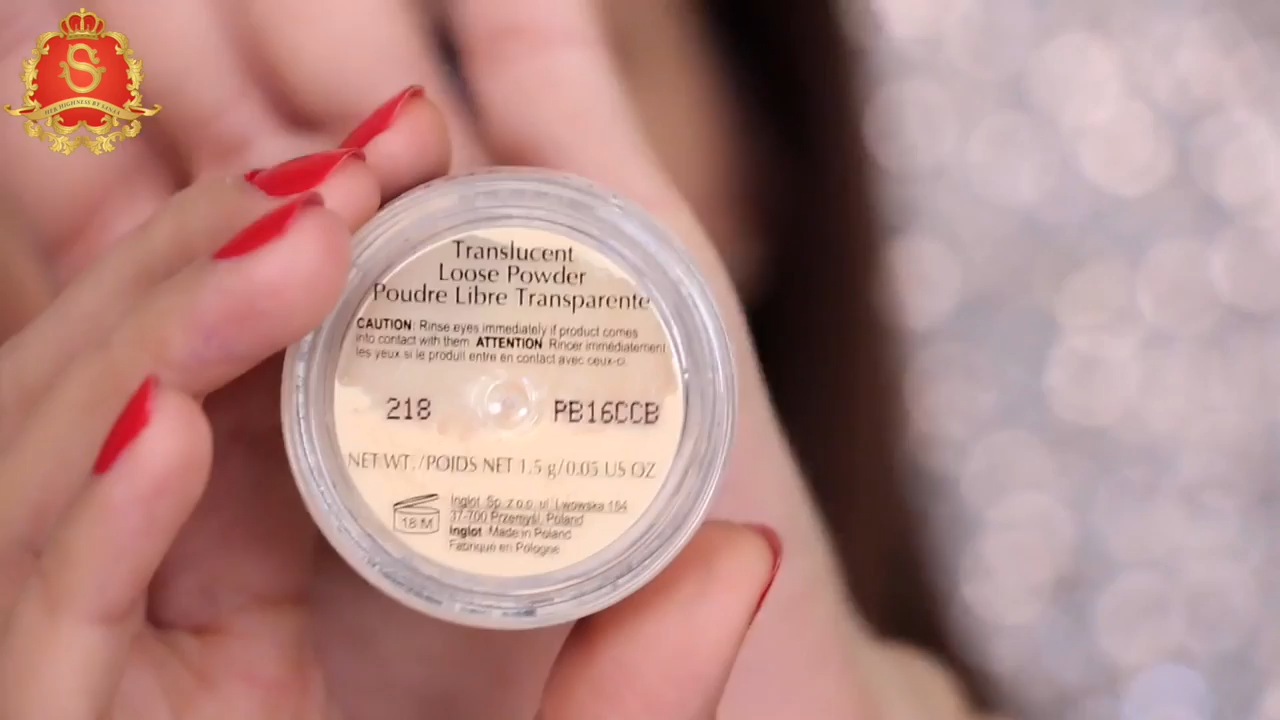 S
HER HIGHNESS BY
Translucent
Loose Powder
Poudre Libre Transparente
CAUTION: Rinse eyes immediately if product comes
into contact with them. ATTENTION Rincer immédiatement
les yeux si le produit entre en contact avec ceux-ci.
218 PB16CCB
NET WT./POIDS NET 1.5 g/0.05 US OZ
18 M
Inglot Sp. z o.o. ul. Lwowska 154
37-700 Przemyśl, Poland
Inglot Made in Poland
Fabriqué en Pologne